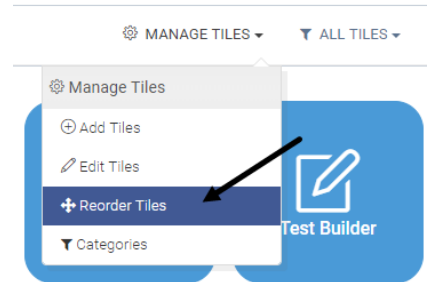 MANAGE TILES
ALL TILES
Manage Tiles
Add Tiles
Edit Tiles
Reorder Tiles
Categories
Test Builder